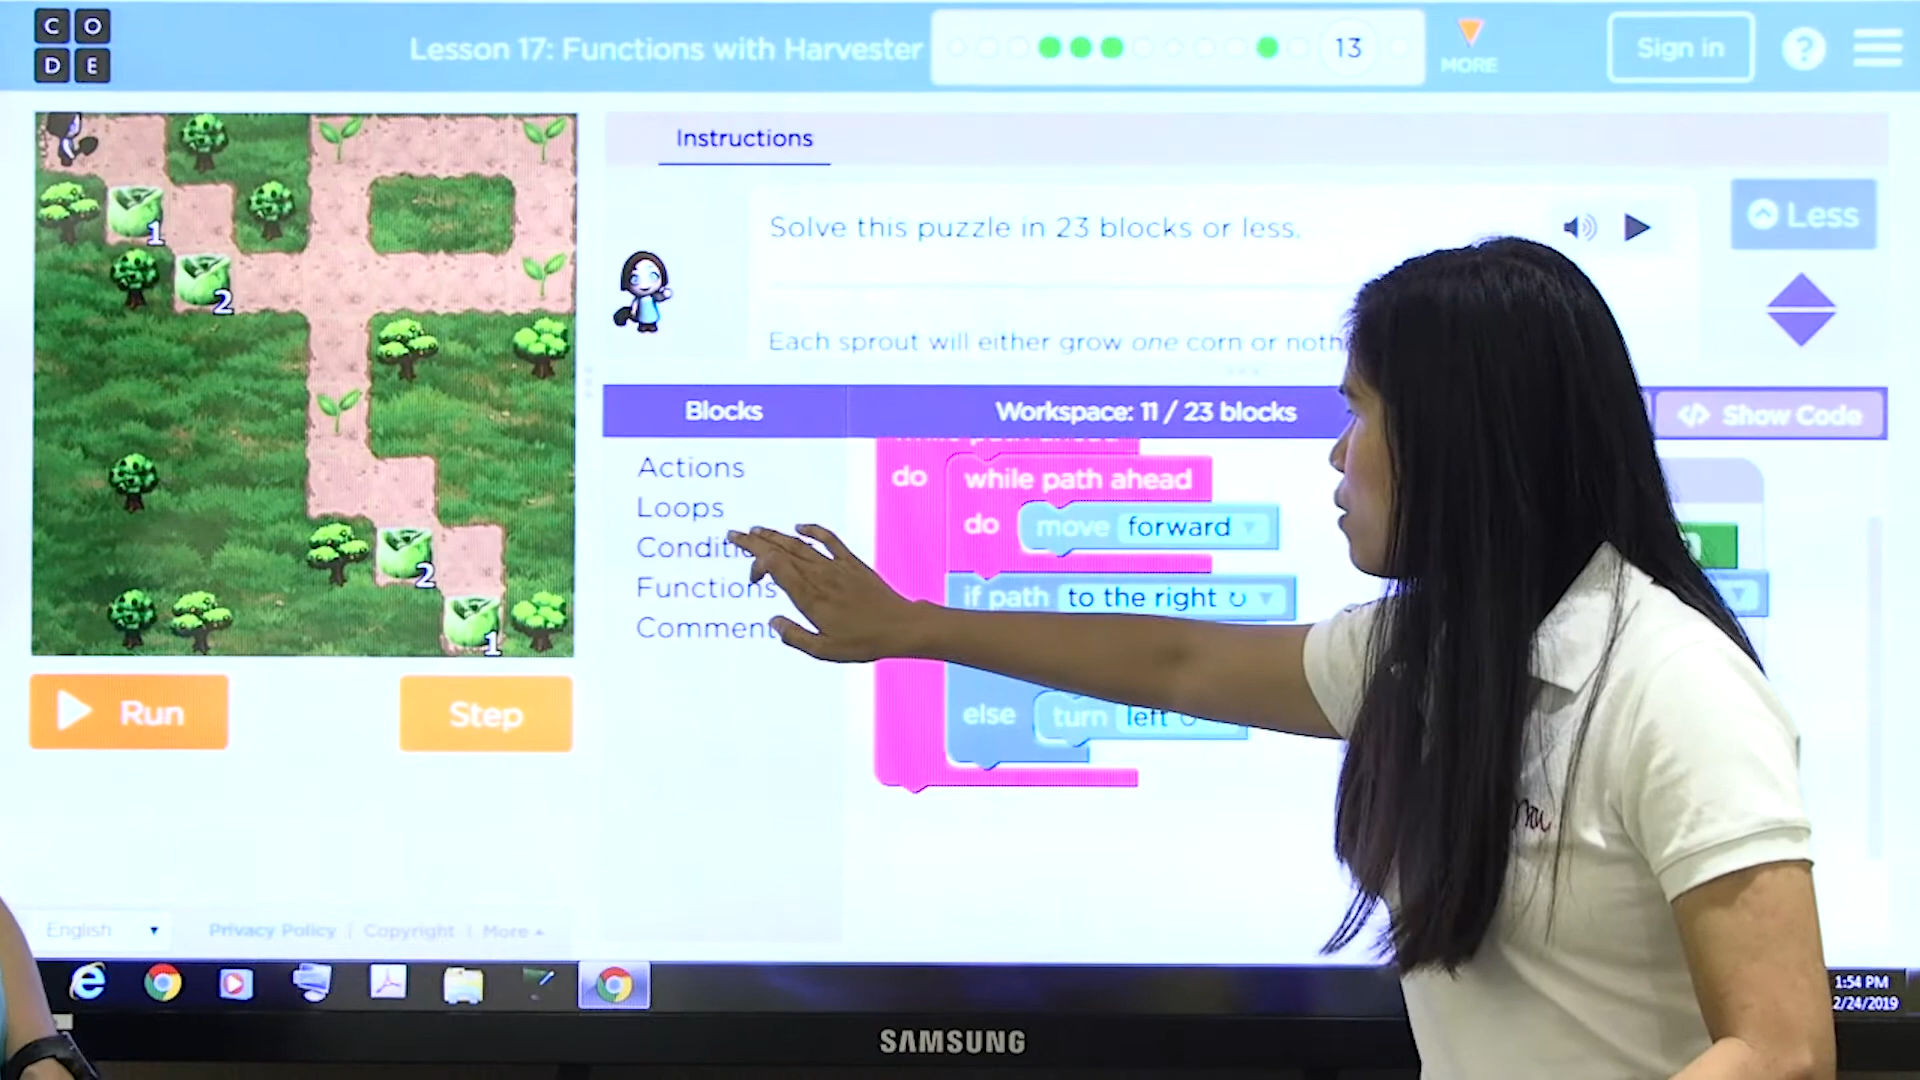 C O
D E
Lesson 17: Functions with Harvester
13
MORE
Sign in
?
Instructions
Less
Solve this puzzle in 23 blocks or less.
Each sprout will either grow one corn or
1
2
2
1
Blocks
Workspace: 11 / 23 blocks
Show Code
Actions
Loops
Functions
while path ahead
do
while path ahead
do
move forward
if path to the right
else
turn left
Run
Step
English
Privacy Policy | Copyright | More
1:54 PM
2/24/2019
SAMSUNG